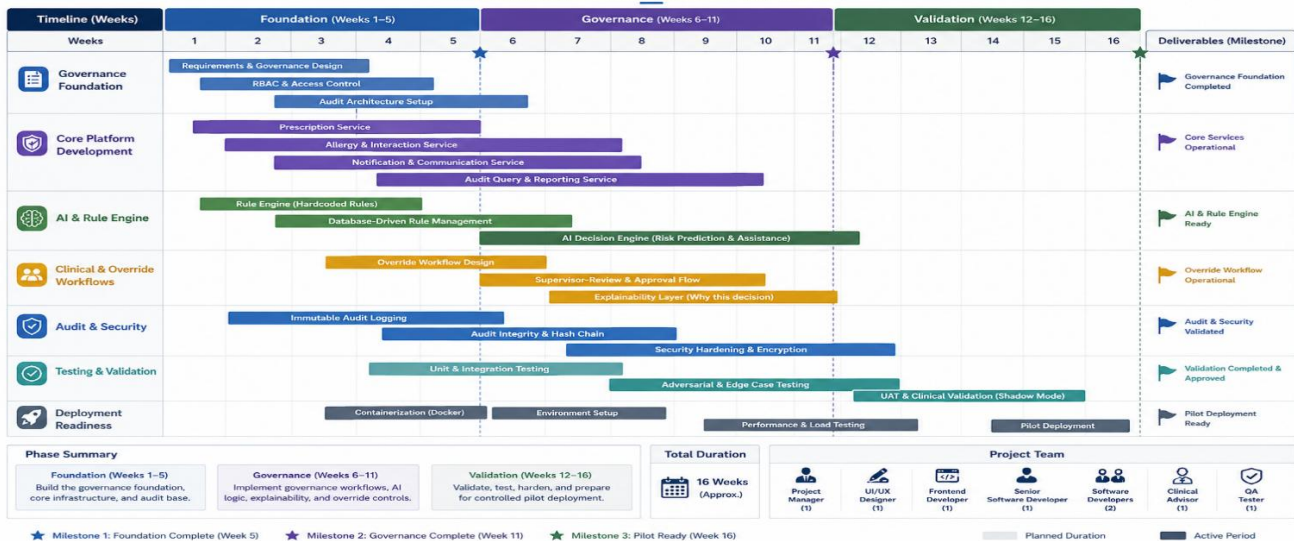 Timeline (Weeks)
Foundation (Weeks 1–5)
Governance (Weeks 6–11)
Validation (Weeks 12–16)
Weeks
1 2 3 4 5 6 7 8 9 10 11 12 13 14 15 16
Deliverables (Milestone)
Governance
Foundation
Requirements & Governance Design
RBAC & Access Control
Audit Architecture Setup
Governance Foundation
Completed
Core Platform
Development
Prescription Service
Allergy & Interaction Service
Notification & Communication Service
Audit Query & Reporting Service
Core Services
Operational
AI & Rule Engine
Rule Engine (Hardcoded Rules)
Database-Driven Rule Management
AI Decision Engine (Risk Prediction & Assistance)
AI & Rule Engine
Ready
Clinical & Override
Workflows
Override Workflow Design
Supervisor-Review & Approval Flow
Explainability Layer (Why this decision)
Override Workflow
Operational
Audit & Security
Immutable Audit Logging
Audit Integrity & Hash Chain
Security Hardening & Encryption
Audit & Security
Validated
Testing & Validation
Unit & Integration Testing
Adversarial & Edge Case Testing
UAT & Clinical Validation (Shadow Mode)
Validation Completed &
Approved
Deployment
Readiness
Containerization (Docker)
Environment Setup
Performance & Load Testing
Pilot Deployment
Pilot Deployment
Ready
Phase Summary
Foundation (Weeks 1–5)
Build the governance foundation,
core infrastructure, and audit base.
Governance (Weeks 6–11)
Implement governance workflows, AI
logic, explainability, and override controls.
Validation (Weeks 12–16)
Validate, test, harden, and prepare
for controlled pilot deployment.
Total Duration
16 Weeks
(Approx.)
Project Team
Project
Manager
(1)
UI/UX
Designer
(1)
Frontend
Developer
(1)
Senior
Software Developer
(1)
Software
Developers
(2)
Clinical
Advisor
(1)
QA
Tester
(1)
Milestone 1: Foundation Complete (Week 5)
Milestone 2: Governance Complete (Week 11)
Milestone 3: Pilot Ready (Week 16)
Planned Duration
Active Period